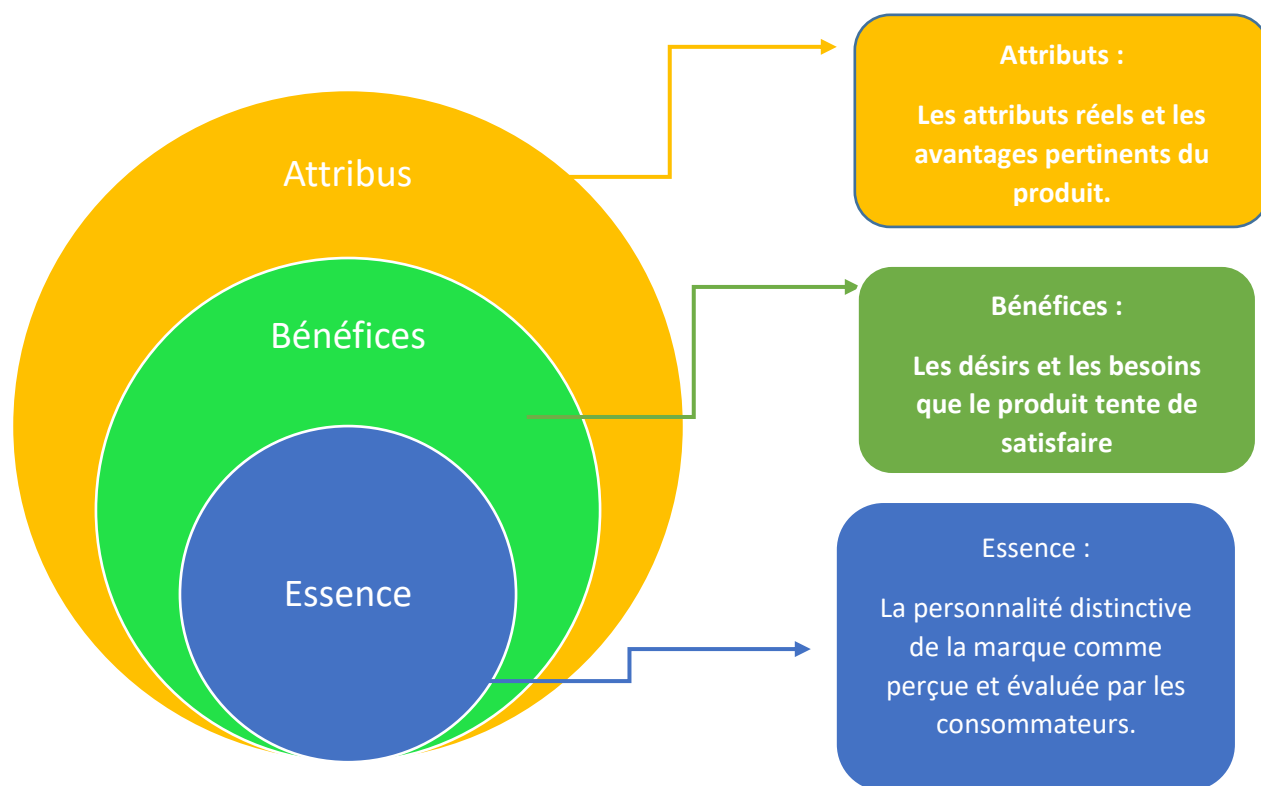 Attribus
Bénéfices
Essence
Attributs :
Les attributs réels et les
avantages pertinents du
produit.
Bénéfices :
Les désirs et les besoins
que le produit tente de
satisfaire
Essence :
La personnalité distinctive
de la marque comme
perçue et évaluée par les
consommateurs.